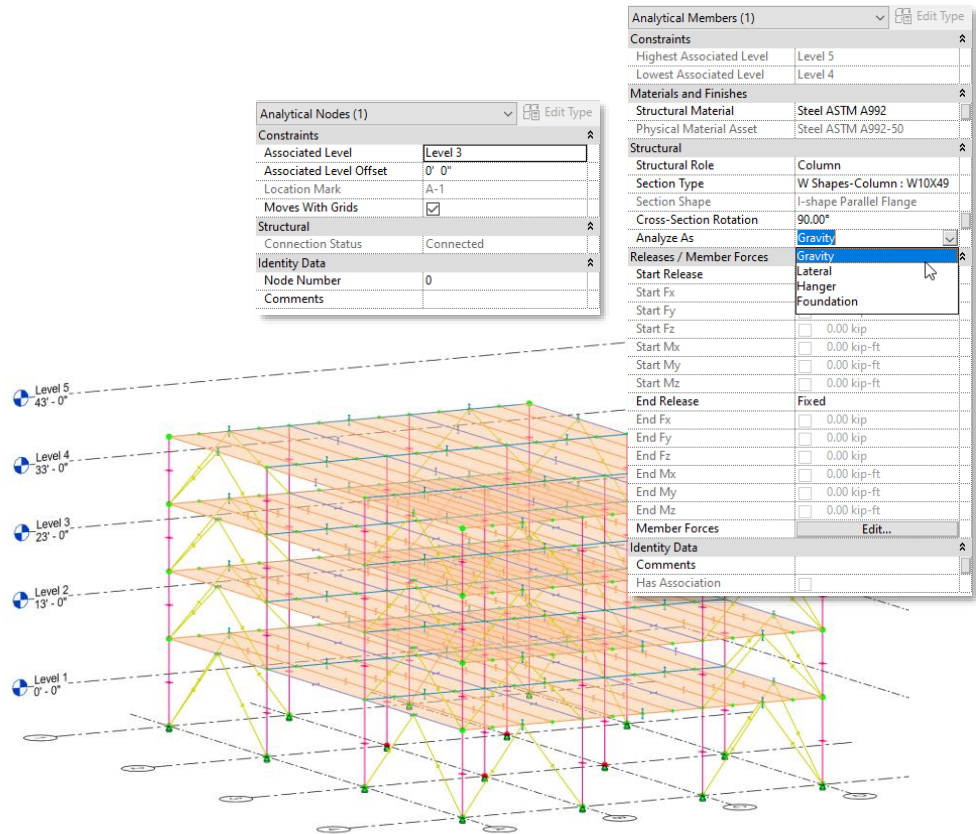 Analytical Members (1)
Edit Type
Constraints
Highest Associated Level Level 5
Lowest Associated Level Level 4
Materials and Finishes
Structural Material Steel ASTM A992
Physical Material Asset Steel ASTM A992-50
Structural
Structural Role Column
Section Type W Shapes-Column : W10X49
Section Shape I-shape Parallel Flange
Cross-Section Rotation 90.00°
Analyze As Gravity
Gravity
Lateral
Hanger
Foundation
Releases / Member Forces
Start Release
Start Fx
Start Fy
Start Fz 0.00 kip
Start Mx 0.00 kip-ft
Start My 0.00 kip-ft
Start Mz 0.00 kip-ft
End Release Fixed
End Fx 0.00 kip
End Fy 0.00 kip
End Fz 0.00 kip
End Mx 0.00 kip-ft
End My 0.00 kip-ft
End Mz 0.00 kip-ft
Member Forces Edit...
Identity Data
Comments
Has Association
Analytical Nodes (1)
Edit Type
Constraints
Associated Level Level 3
Associated Level Offset 0' 0"
Location Mark A-1
Moves With Grids
Structural
Connection Status Connected
Identity Data
Node Number 0
Comments
Level 5
43' - 0"
Level 4
33' - 0"
Level 3
23' - 0"
Level 2
13' - 0"
Level 1
0' - 0"